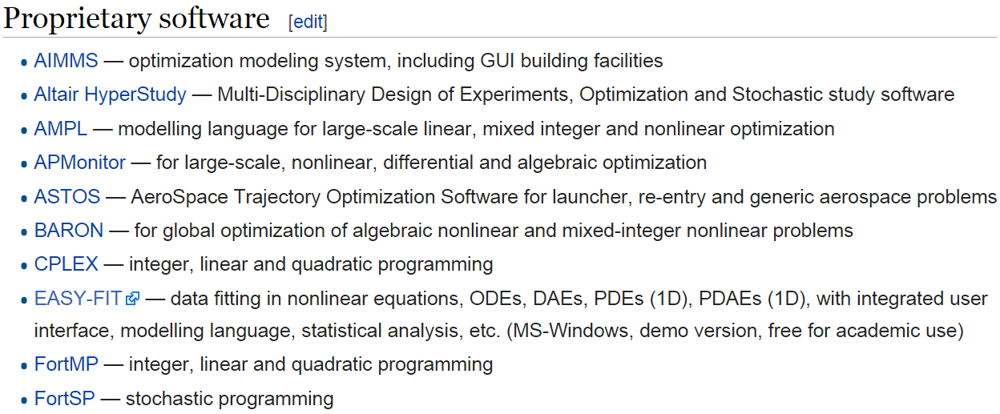 Proprietary software [edit]
• AIMMS — optimization modeling system, including GUI building facilities
• Altair HyperStudy — Multi-Disciplinary Design of Experiments, Optimization and Stochastic study software
• AMPL — modelling language for large-scale linear, mixed integer and nonlinear optimization
• APMonitor — for large-scale, nonlinear, differential and algebraic optimization
• ASTOS — AeroSpace Trajectory Optimization Software for launcher, re-entry and generic aerospace problems
• BARON — for global optimization of algebraic nonlinear and mixed-integer nonlinear problems
• CPLEX — integer, linear and quadratic programming
• EASY-FIT — data fitting in nonlinear equations, ODEs, DAEs, PDEs (1D), PDAEs (1D), with integrated user
interface, modelling language, statistical analysis, etc. (MS-Windows, demo version, free for academic use)
• FortMP — integer, linear and quadratic programming
• FortSP — stochastic programming